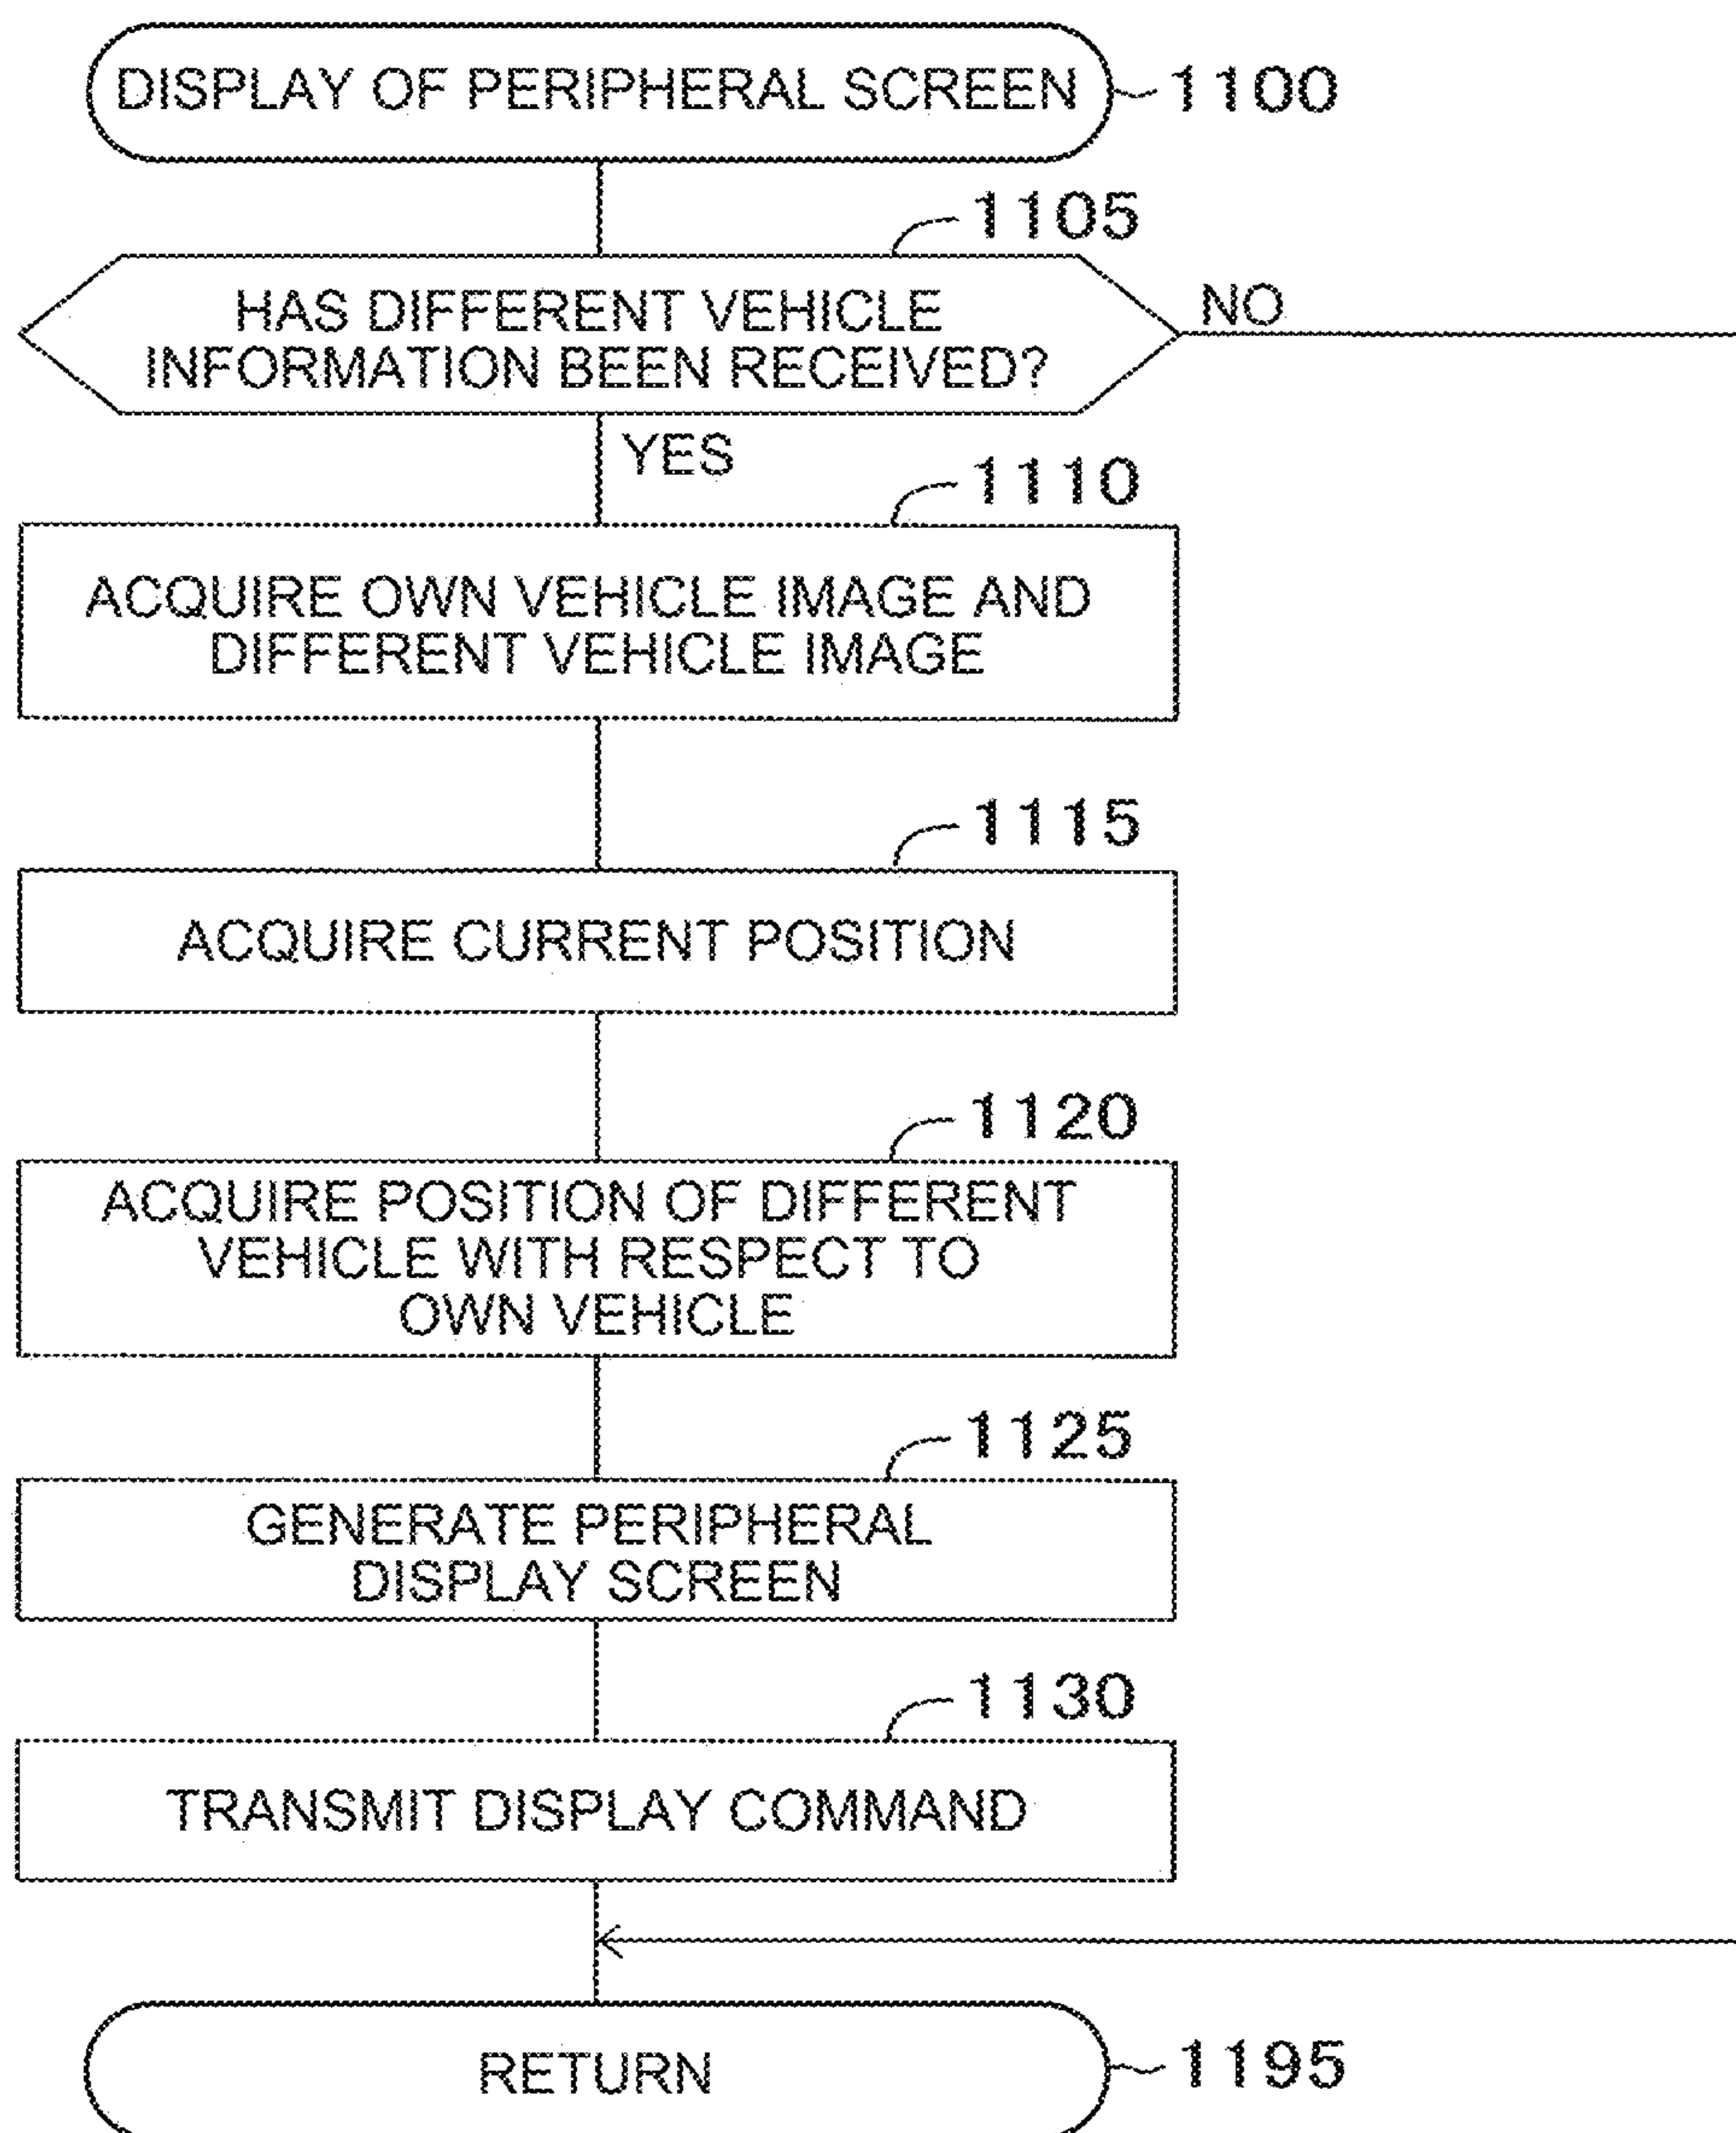 DISPLAY OF PERIPHERAL SCREEN
1100
1105
HAS DIFFERENT VEHICLE
INFORMATION BEEN RECEIVED?
NO
YES
1110
ACQUIRE OWN VEHICLE IMAGE AND
DIFFERENT VEHICLE IMAGE
1115
ACQUIRE CURRENT POSITION
1120
ACQUIRE POSITION OF DIFFERENT
VEHICLE WITH RESPECT TO
OWN VEHICLE
1125
GENERATE PERIPHERAL
DISPLAY SCREEN
1130
TRANSMIT DISPLAY COMMAND
RETURN
1195